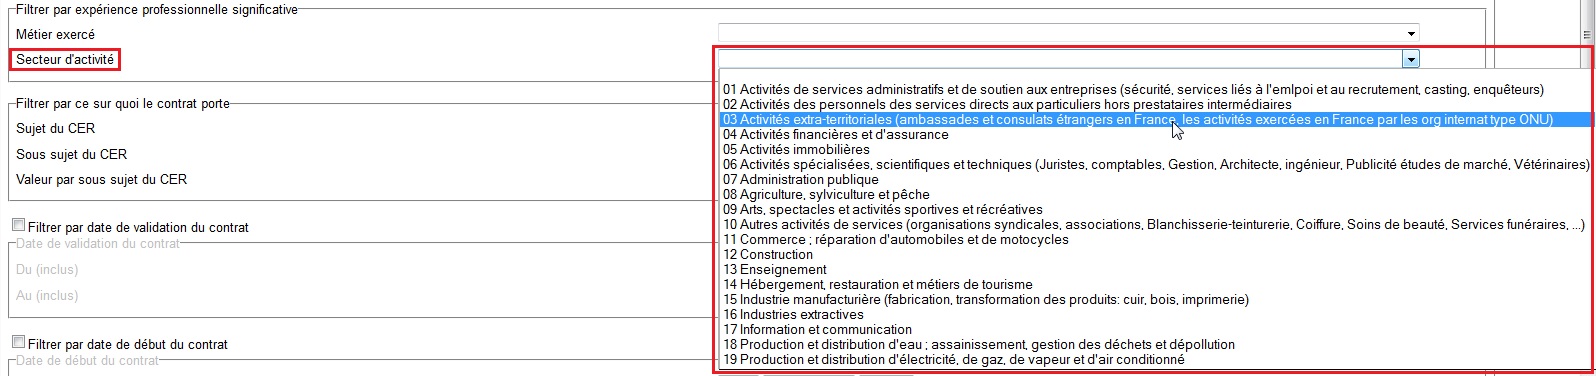 Filtrer par expérience professionnelle significative
Métier exercé
Secteur d'activité
01 Activités de services administratifs et de soutien aux entreprises (sécurité, services liés à l'emlpoi et au recrutement, casting, enquêteurs)
02 Activités des personnels des services directs aux particuliers hors prestataires intermédiaires
03 Activités extra-territoriales (ambassades et consulats étrangers en France, les activités exercées en France par les org internat type ONU)
04 Activités financières et d'assurance
05 Activités immobilières
06 Activités spécialisées, scientifiques et techniques (Juristes, comptables, Gestion, Architecte, ingénieur, Publicité études de marché, Vétérinaires)
07 Administration publique
08 Agriculture, sylviculture et pêche
09 Arts, spectacles et activités sportives et récréatives
10 Autres activités de services (organisations syndicales, associations, Blanchisserie-teinturerie, Coiffure, Soins de beauté, Services funéraires, ...)
11 Commerce ; réparation d'automobiles et de motocycles
12 Construction
13 Enseignement
14 Hébergement, restauration et métiers de tourisme
15 Industrie manufacturière (fabrication, transformation des produits: cuir, bois, imprimerie)
16 Industries extractives
17 Information et communication
18 Production et distribution d'eau ; assainissement, gestion des déchets et dépollution
19 Production et distribution d'électricité, de gaz, de vapeur et d'air conditionné
Filtrer par ce sur quoi le contrat porte
Sujet du CER
Sous sujet du CER
Valeur par sous sujet du CER
Filtrer par date de validation du contrat
Date de validation du contrat
Du (inclus)
Au (inclus)
Filtrer par date de début du contrat
Date de début du contrat